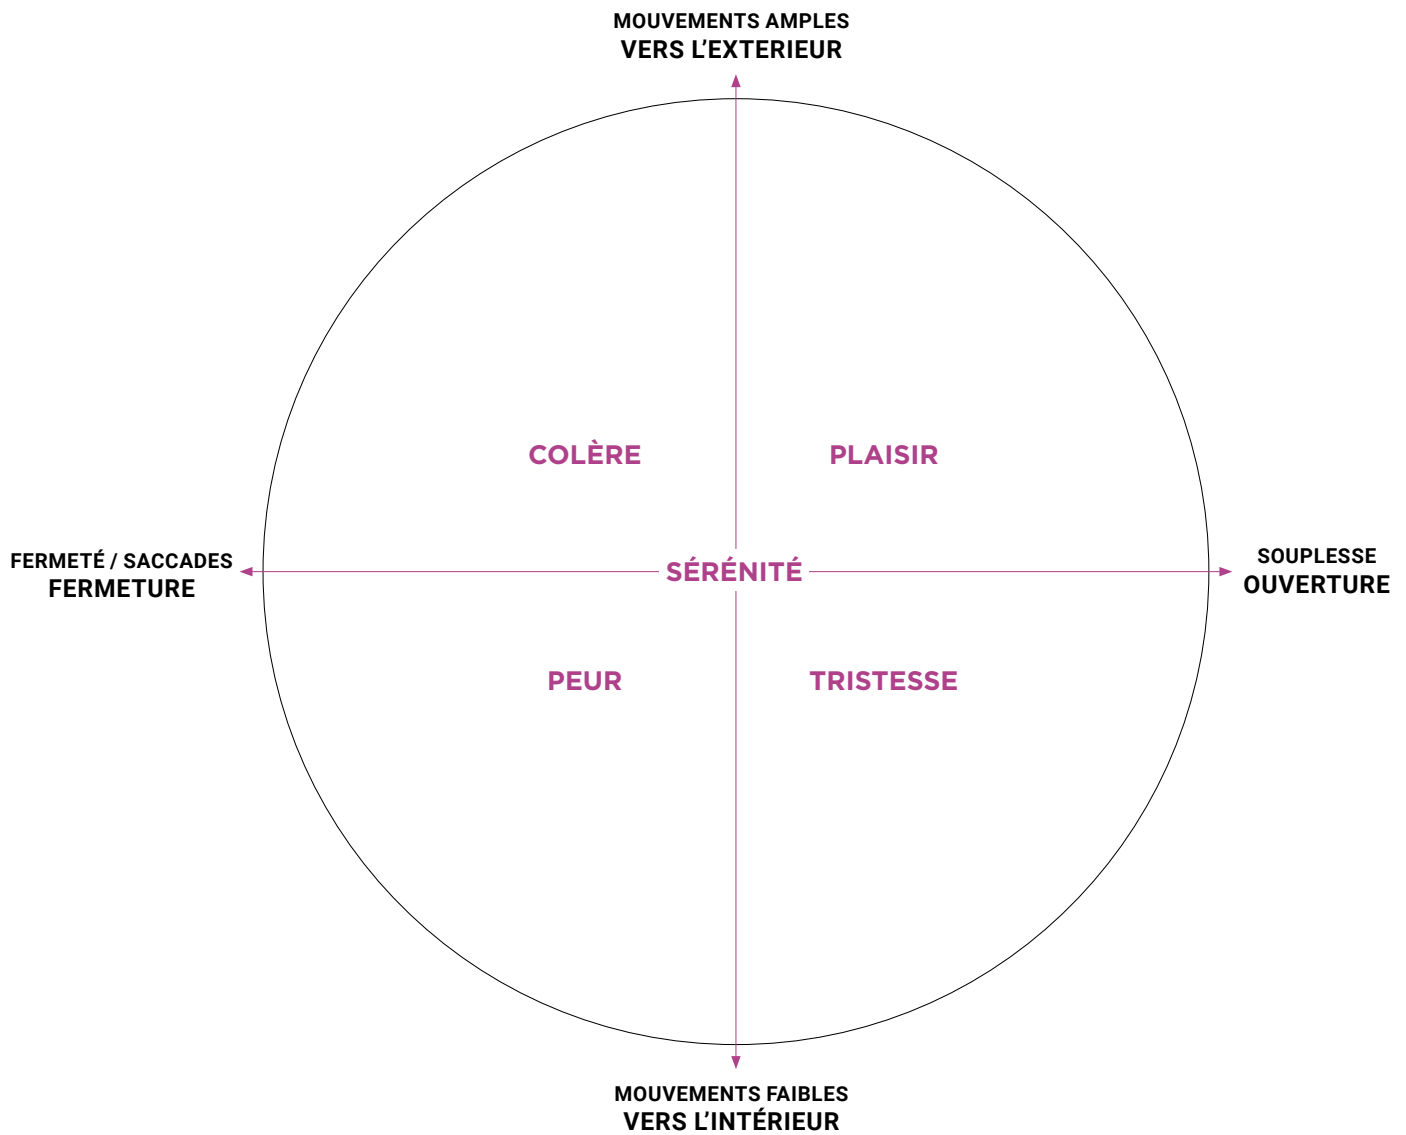 MOUVEMENTS AMPLES
VERS L’EXTERIEUR
COLÈRE
PLAISIR
FERMETÉ / SACCADES
FERMETURE
SÉRÉNITÉ
SOUPLESSE
OUVERTURE
PEUR
TRISTESSE
MOUVEMENTS FAIBLES
VERS L’INTÉRIEUR